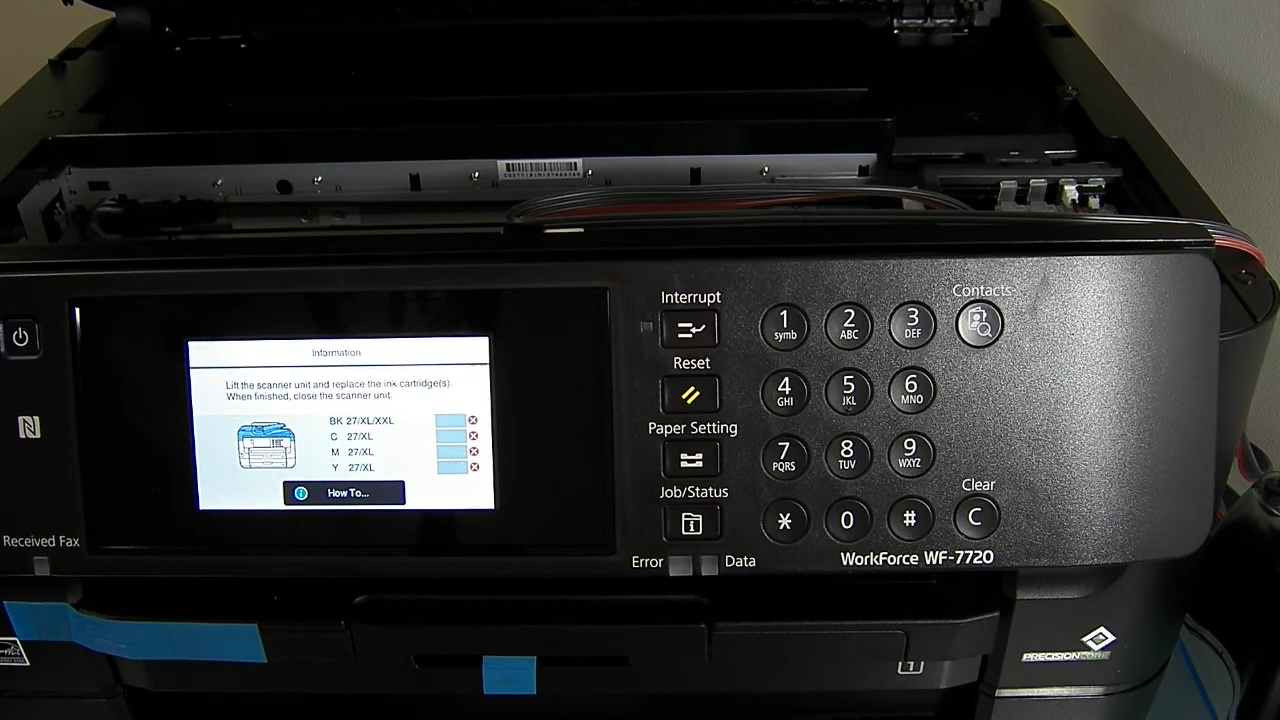 Information
Lift the scanner unit and replace the ink cartridge(s).
When finished, close the scanner unit.
BK 27/XL/XXL
C 27/XL
M 27/XL
Y 27/XL
How To...
Received Fax
Interrupt
Reset
Paper Setting
Job/Status
Error
Data
1 symb
2 ABC
3 DEF
Contacts
4 GHI
5 JKL
6 MNO
7 PQRS
8 TUV
9 WXYZ
Clear
*
0
#
C
WorkForce WF-7720
PRECISIONCORE
1